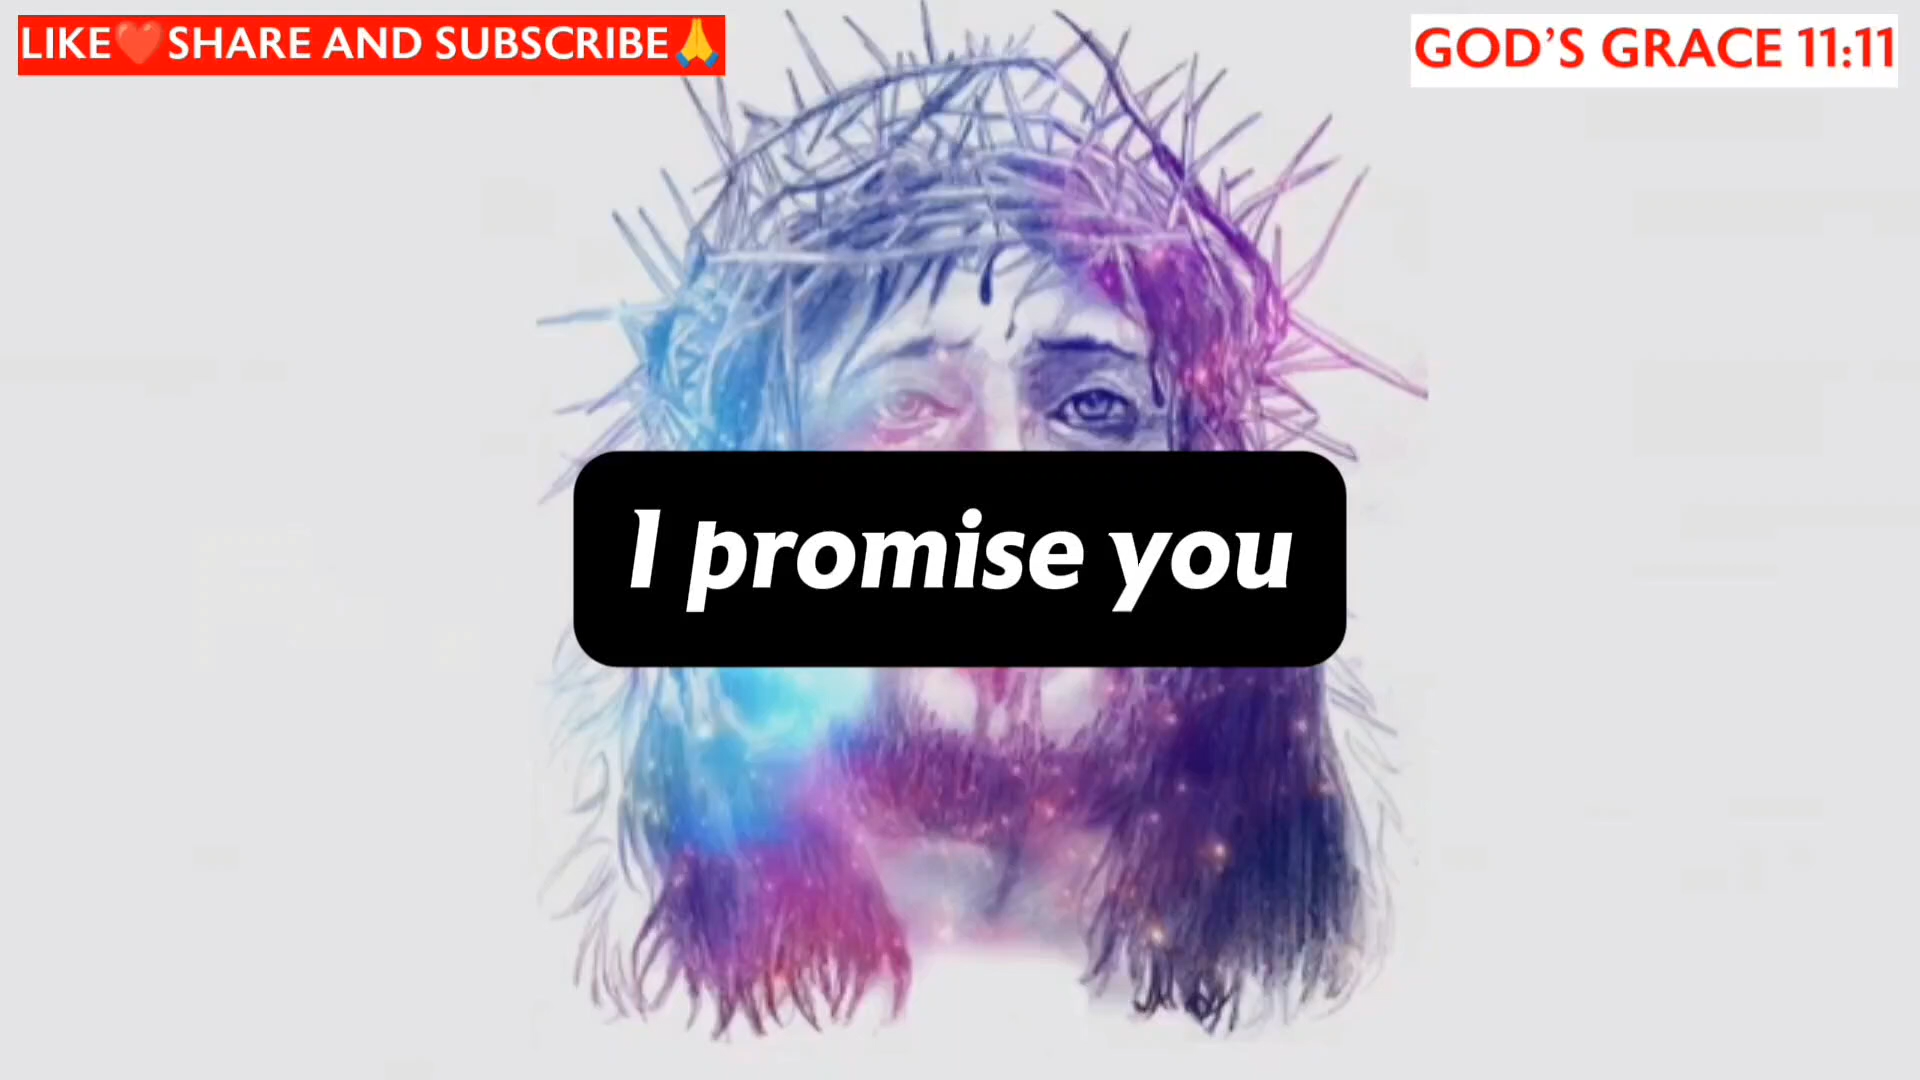 LIKE❤️SHARE AND SUBSCRIBE🙏
GOD'S GRACE 11:11
I promise you